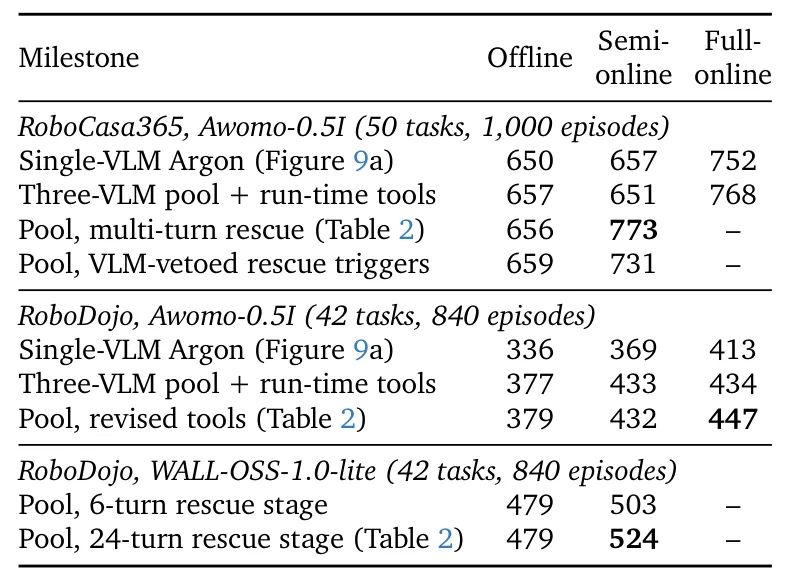 Milestone Offline Semi-online Full-online
RoboCasa365, Awomo-0.5I (50 tasks, 1,000 episodes)
Single-VLM Argon (Figure 9a) 650 657 752
Three-VLM pool + run-time tools 657 651 768
Pool, multi-turn rescue (Table 2) 656 773 –
Pool, VLM-vetoed rescue triggers 659 731 –
RoboDojo, Awomo-0.5I (42 tasks, 840 episodes)
Single-VLM Argon (Figure 9a) 336 369 413
Three-VLM pool + run-time tools 377 433 434
Pool, revised tools (Table 2) 379 432 447
RoboDojo, WALL-OSS-1.0-lite (42 tasks, 840 episodes)
Pool, 6-turn rescue stage 479 503 –
Pool, 24-turn rescue stage (Table 2) 479 524 –